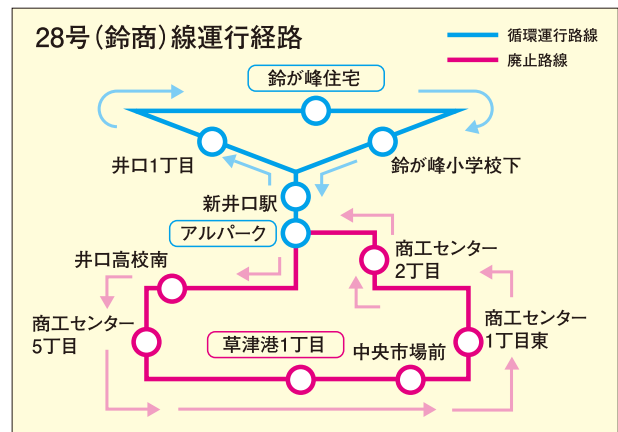 28号(鈴商)線運行経路
循環運行路線
廃止路線
鈴が峰住宅
井口1丁目
鈴が峰小学校下
新井口駅
アルパーク
井口高校南
商工センター
2丁目
商工センター
5丁目
草津港1丁目
中央市場前
商工センター
1丁目東